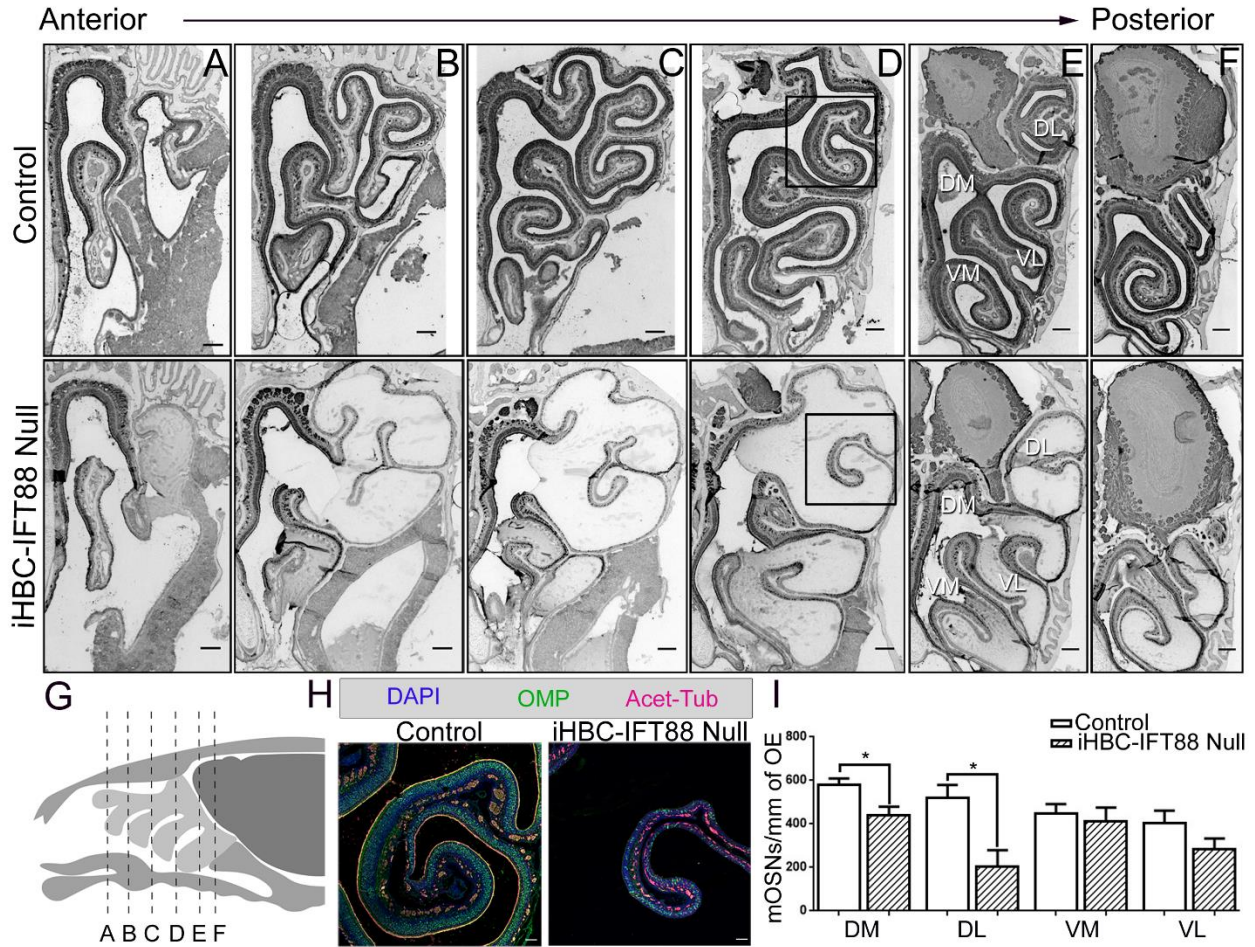 Anterior Posterior
Control
A B C D E F
DL
DM
VL
VM
iHBC-IFT88 Null
DL
DM
VM VL
G
A B C D E F
H
DAPI OMP Acet-Tub
Control iHBC-IFT88 Null
I
Control
iHBC-IFT88 Null
mOSNs/mm of OE
800
600
400
200
0
* *
DM DL VM VL